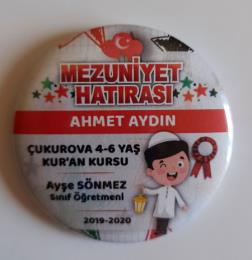 MEZUNİYET
HATIRASI
AHMET AYDIN
ÇUKUROVA 4-6 YAŞ
KUR'AN KURSU
Ayşe SÖNMEZ
Sınıf Öğretmeni
2019-2020